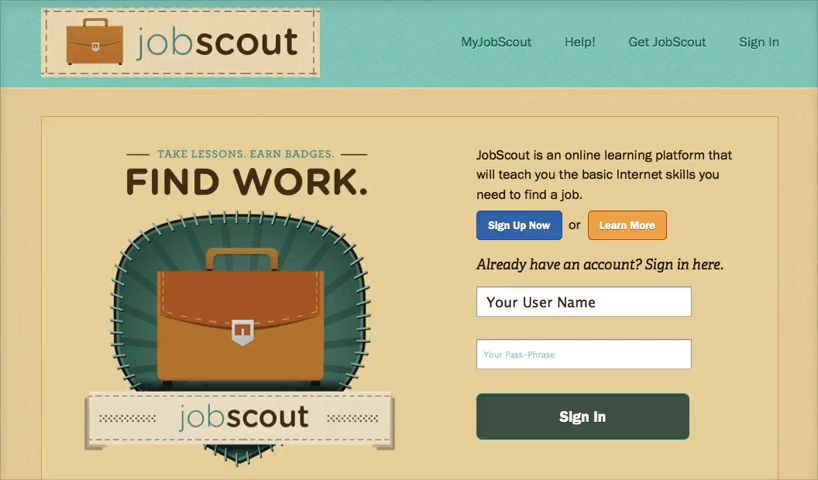 jobscout
MyJobScout Help! Get JobScout Sign In
TAKE LESSONS. EARN BADGES.
FIND WORK.
jobscout
JobScout is an online learning platform that
will teach you the basic Internet skills you
need to find a job.
Sign Up Now or Learn More
Already have an account? Sign in here.
Your User Name
Your Pass-Phrase
Sign In